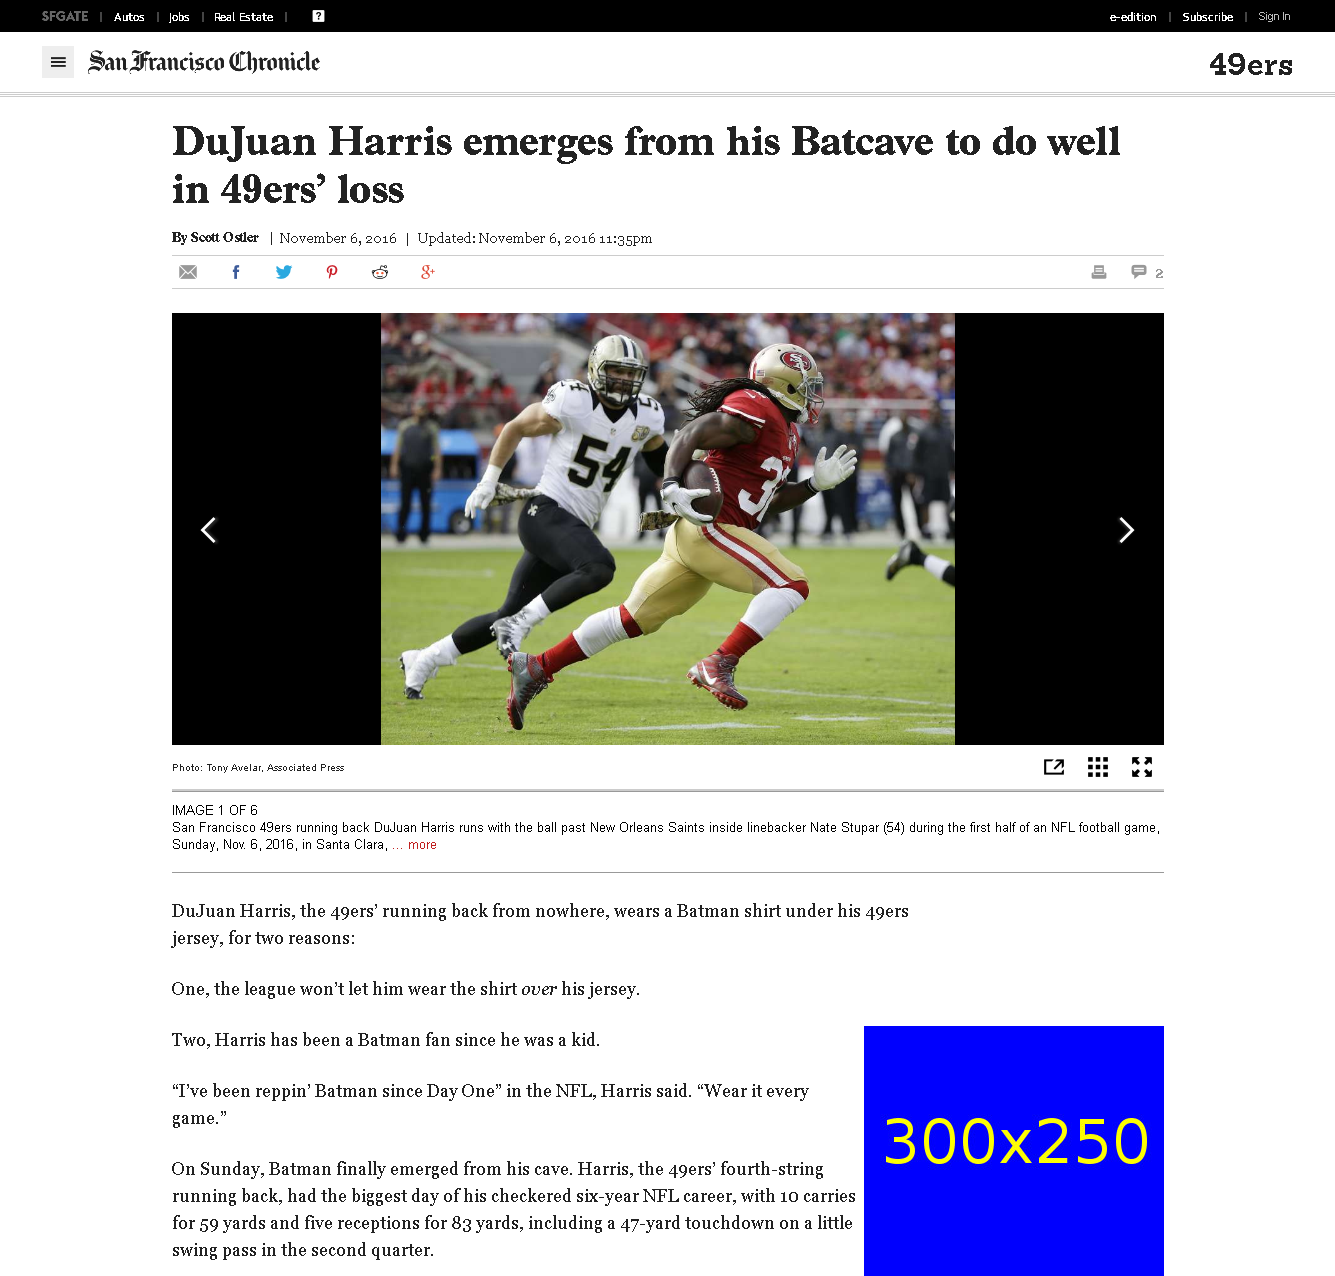 SFGATE | Autos | Jobs | Real Estate | ? e-edition | Subscribe | Sign In
San Francisco Chronicle 49ers
DuJuan Harris emerges from his Batcave to do well
in 49ers’ loss
By Scott Ostler | November 6, 2016 | Updated: November 6, 2016 11:35pm
f g+ 2
54 54 SF 3
Photo: Tony Avelar, Associated Press
IMAGE 1 OF 6
San Francisco 49ers running back DuJuan Harris runs with the ball past New Orleans Saints inside linebacker Nate Stupar (54) during the first half of an NFL football game,
Sunday, Nov. 6, 2016, in Santa Clara, ... more
DuJuan Harris, the 49ers’ running back from nowhere, wears a Batman shirt under his 49ers
jersey, for two reasons:
One, the league won’t let him wear the shirt over his jersey.
Two, Harris has been a Batman fan since he was a kid.
“I’ve been reppin’ Batman since Day One” in the NFL, Harris said. “Wear it every
game.”
300x250
On Sunday, Batman finally emerged from his cave. Harris, the 49ers’ fourth-string
running back, had the biggest day of his checkered six-year NFL career, with 10 carries
for 59 yards and five receptions for 83 yards, including a 47-yard touchdown on a little
swing pass in the second quarter.